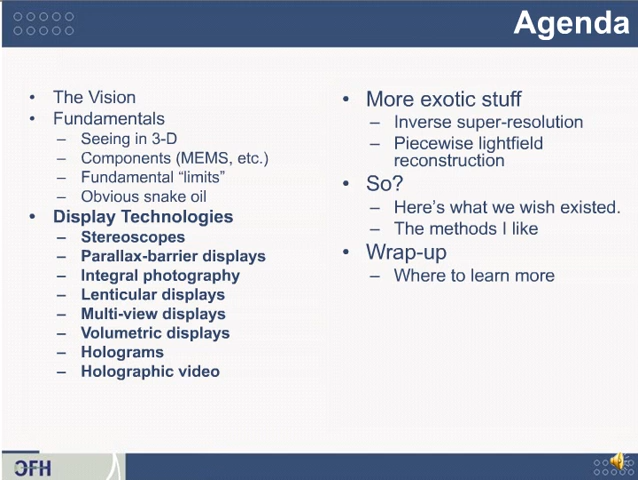 Agenda
• The Vision
• Fundamentals
– Seeing in 3-D
– Components (MEMS, etc.)
– Fundamental “limits”
– Obvious snake oil
• Display Technologies
– Stereoscopes
– Parallax-barrier displays
– Integral photography
– Lenticular displays
– Multi-view displays
– Volumetric displays
– Holograms
– Holographic video
• More exotic stuff
– Inverse super-resolution
– Piecewise lightfield
reconstruction
• So?
– Here’s what we wish existed.
– The methods I like
• Wrap-up
– Where to learn more
OFH